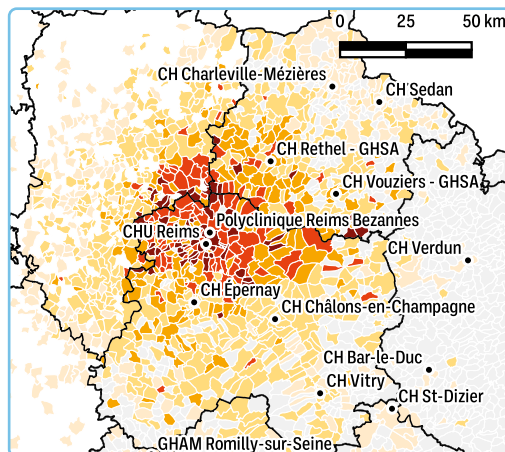 0 25 50 km
CH Charleville-Mézières
CH Sedan
CH Rethel - GHSA
CH Vouziers - GHSA
Polyclinique Reims Bezannes
CHU Reims
CH Verdun
CH Épernay
CH Châlons-en-Champagne
CH Bar-le-Duc
CH Vitry
CH St-Dizier
GHAM Romilly-sur-Seine